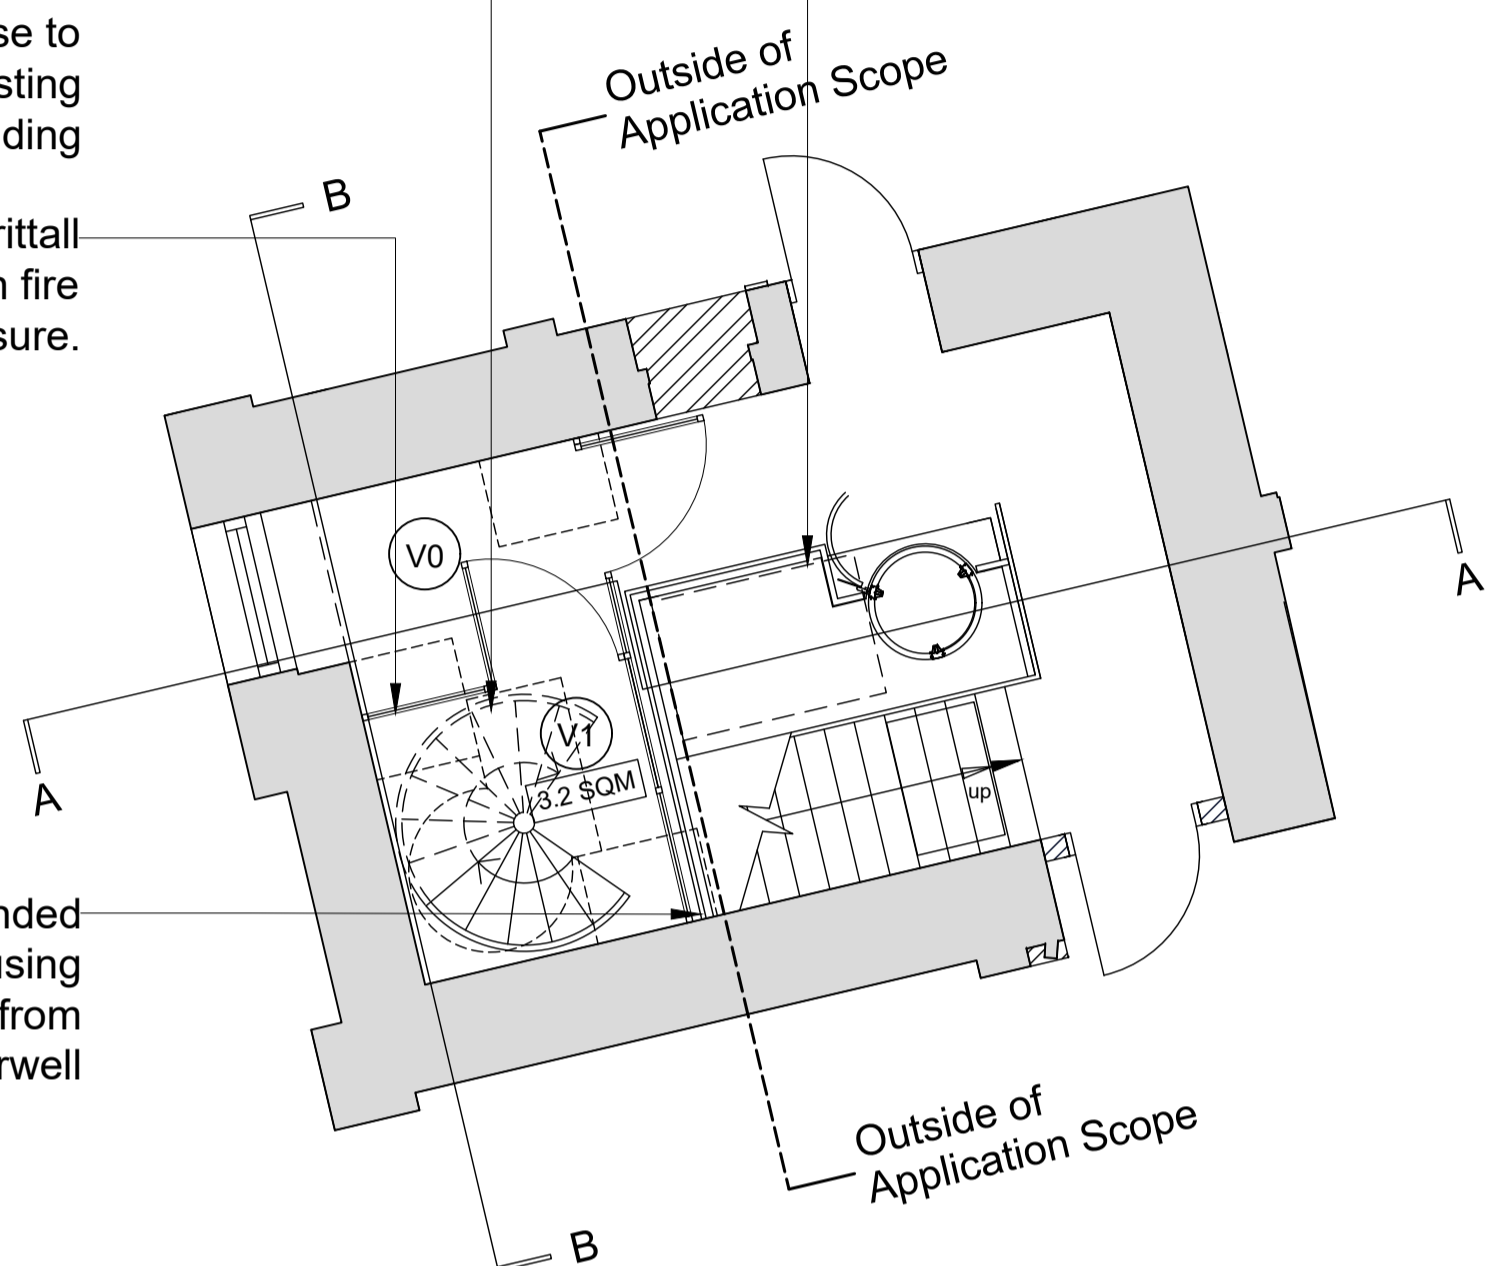 se to
sting
ding
rittall
n fire
sure.
Outside of
Application Scope
B
V0
V1
3.2 SQM
up
A
A
nded
using
from
rwell
Outside of
Application Scope
B